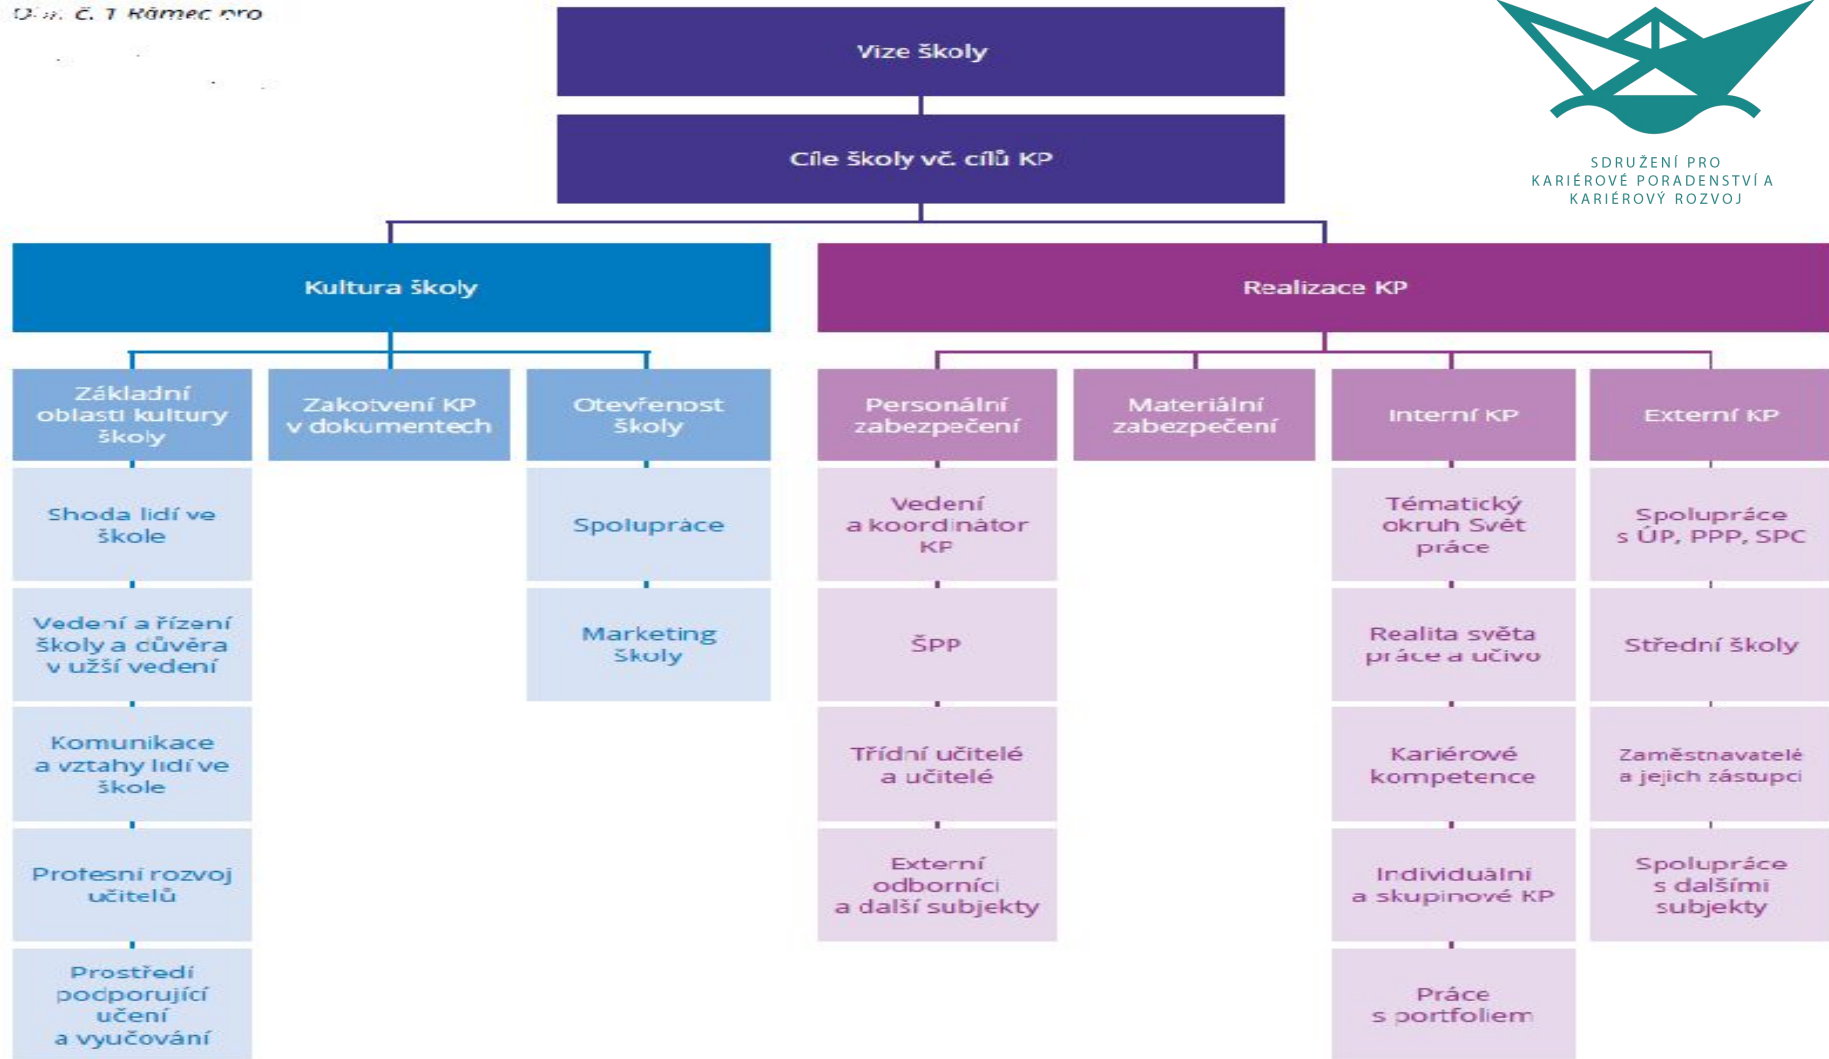 č. 1 Rámec pro
SDRUŽENÍ PRO
KARIÉROVÉ PORADENSTVÍ A
KARIÉROVÝ ROZVOJ
Vize školy
Cíle školy vč. cílů KP
Kultura školy
Základní
oblasti kultury
školy
Shoda lidí ve
škole
Vedení a řízení
školy a důvěra
v užší vedení
Komunikace
a vztahy lidí ve
škole
Profesní rozvoj
učitelů
Prostředí
podporující
učení
a vyučování
Zakotvení KP
v dokumentech
Otevřenost
školy
Spolupráce
Marketing
školy
Realizace KP
Personální
zabezpečení
Vedení
a koordinátor
KP
ŠPP
Třídní učitelé
a učitelé
Externí
odborníci
a další subjekty
Materiální
zabezpečení
Interní KP
Tématický
okruh Svět
práce
Realita světa
práce a učivo
Kariérové
kompetence
Individuální
a skupinové KP
Práce
s portfoliem
Externí KP
Spolupráce
s ÚP, PPP, SPC
Střední školy
Zaměstnavatelé
a jejich zástupci
Spolupráce
s dalšími
subjekty